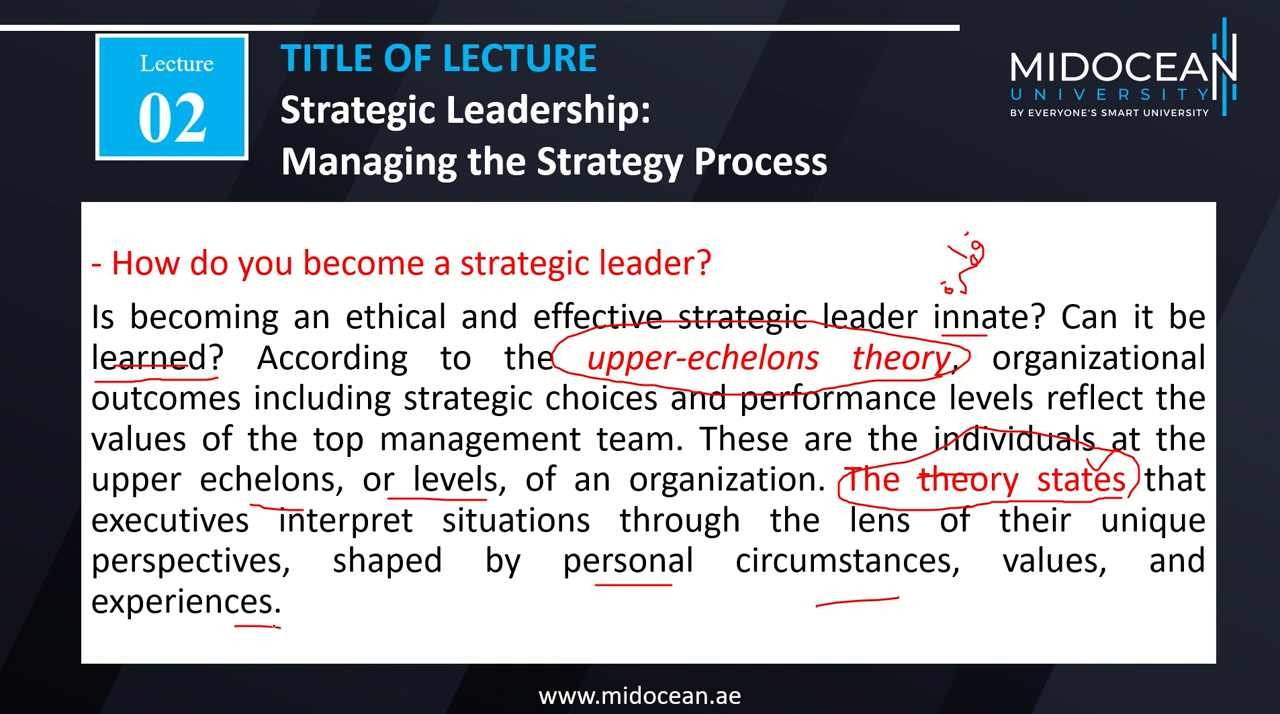 Lecture
02
TITLE OF LECTURE
Strategic Leadership:
Managing the Strategy Process
MIDOCEAN
UNIVERSITY
BY EVERYONE'S SMART UNIVERSITY
- How do you become a strategic leader?
Is becoming an ethical and effective strategic leader innate? Can it be
learned? According to the upper-echelons theory, organizational
outcomes including strategic choices and performance levels reflect the
values of the top management team. These are the individuals at the
upper echelons, or levels, of an organization. The theory states that
executives interpret situations through the lens of their unique
perspectives, shaped by personal circumstances, values, and
experiences.
www.midocean.ae